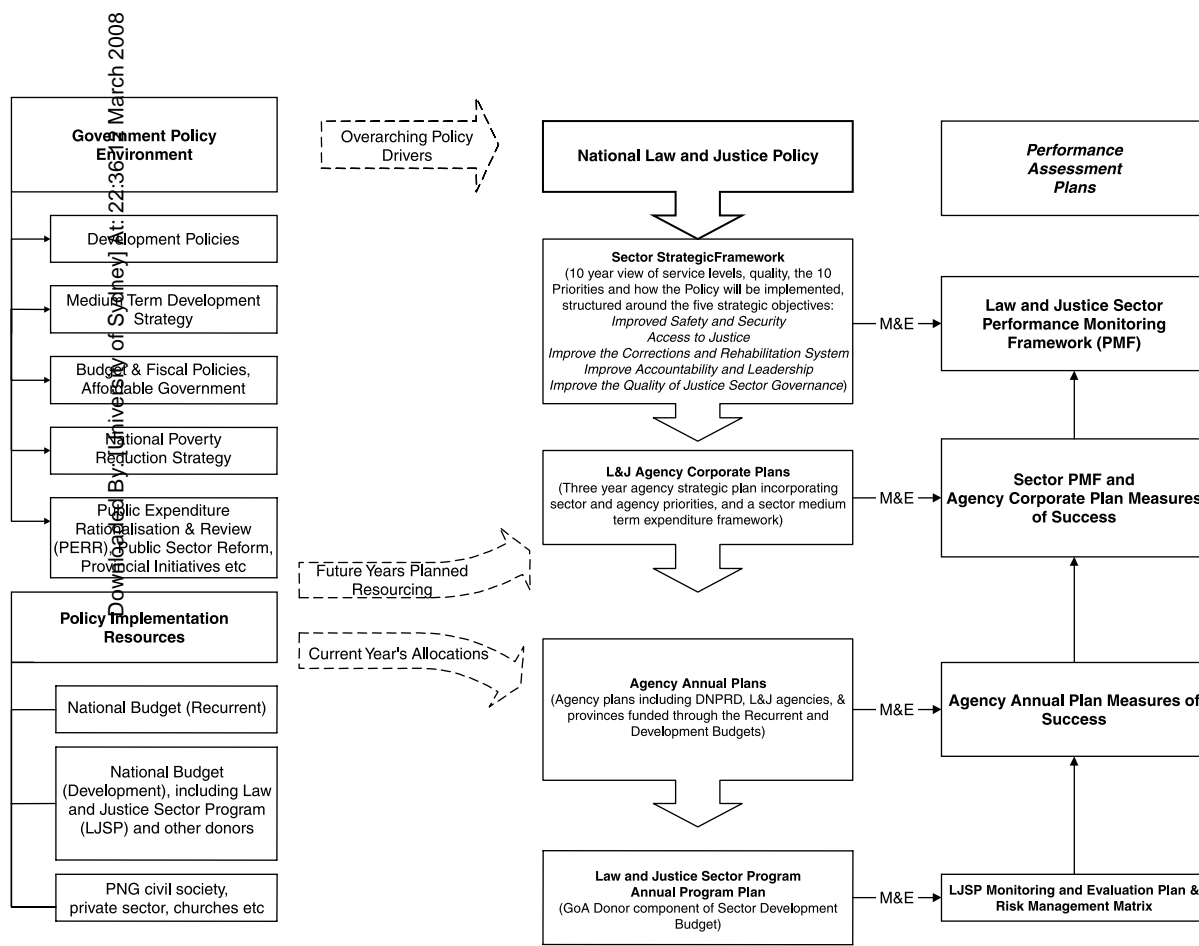 Downloaded By: [University of Sydney] At: 22:36 12 March 2008
Government Policy
Environment
Development Policies
Medium Term Development
Strategy
Budget & Fiscal Policies,
Affordable Government
National Poverty
Reduction Strategy
Public Expenditure
Rationalisation & Review
(PERR), Public Sector Reform,
Provincial Initiatives etc
Policy Implementation
Resources
National Budget (Recurrent)
National Budget
(Development), including Law
and Justice Sector Program
(LJSP) and other donors
PNG civil society,
private sector, churches etc
Overarching Policy
Drivers
Future Years Planned
Resourcing
Current Year's Allocations
National Law and Justice Policy
Sector StrategicFramework
(10 year view of service levels, quality, the 10
Priorities and how the Policy will be implemented,
structured around the five strategic objectives:
Improved Safety and Security
Access to Justice
Improve the Corrections and Rehabilitation System
Improve Accountability and Leadership
Improve the Quality of Justice Sector Governance)
L&J Agency Corporate Plans
(Three year agency strategic plan incorporating
sector and agency priorities, and a sector medium
term expenditure framework)
Agency Annual Plans
(Agency plans including DNPRD, L&J agencies, &
provinces funded through the Recurrent and
Development Budgets)
Law and Justice Sector Program
Annual Program Plan
(GoA Donor component of Sector Development
Budget)
M&E
M&E
M&E
M&E
Performance
Assessment
Plans
Law and Justice Sector
Performance Monitoring
Framework (PMF)
Sector PMF and
Agency Corporate Plan Measures
of Success
Agency Annual Plan Measures of
Success
LJSP Monitoring and Evaluation Plan &
Risk Management Matrix